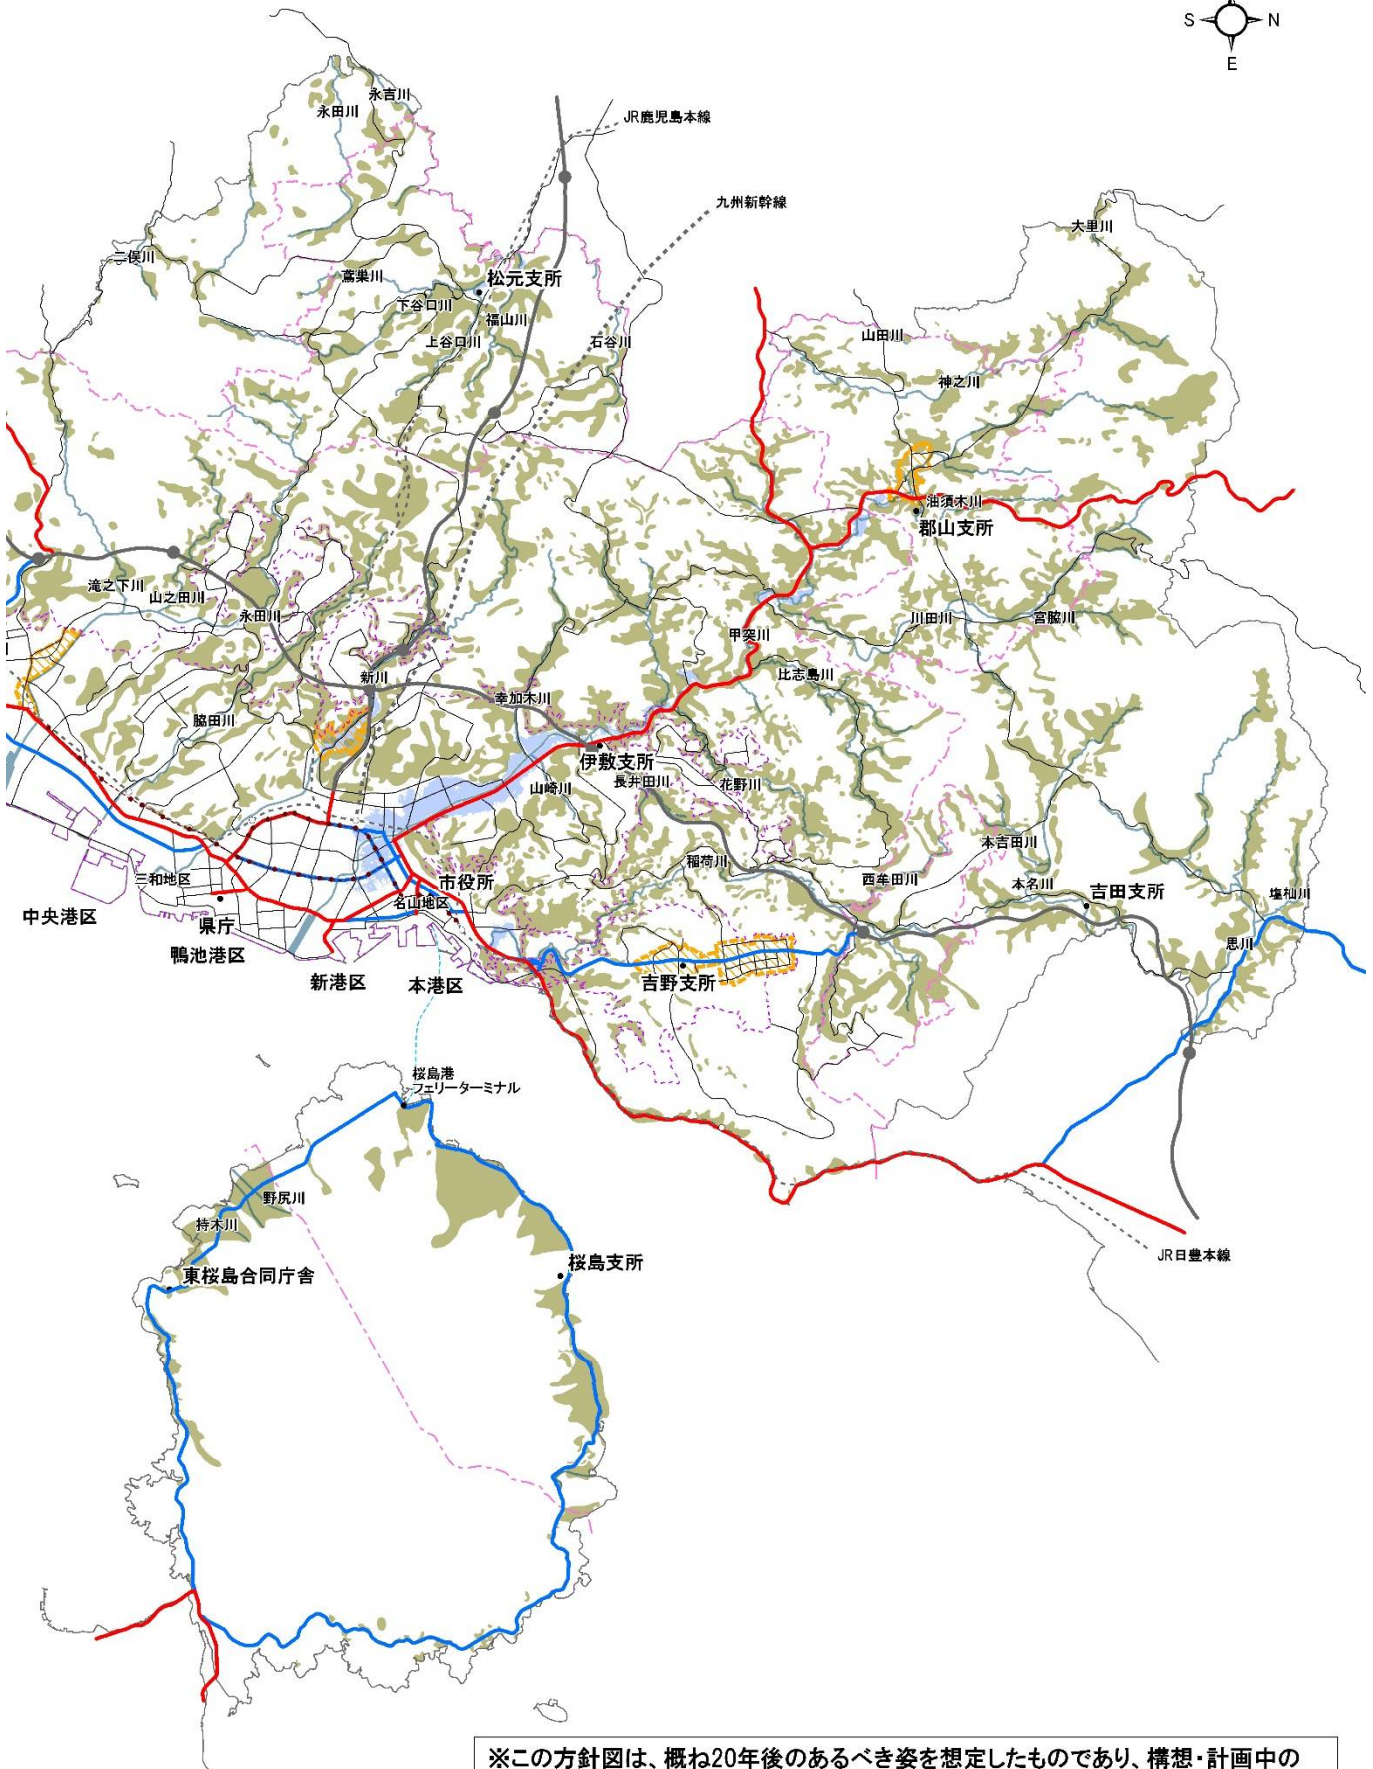 S N
E
永吉川
永田川
JR鹿児島本線
九州新幹線
大里川
二俣川
鳶巣川
松元支所
下谷口川
福山川
上谷口川
石谷川
山田川
神之川
油須木川
郡山支所
滝之下川
山之田川
永田川
川田川
宮脇川
甲突川
比志島川
新川
幸加木川
脇田川
伊敷支所
長井田川
花野川
山崎川
稲荷川
本吉田川
西牟田川
本名川
吉田支所
塩杣川
思川
三和地区
市役所
名山地区
中央港区
県庁
鴨池港区
新港区
本港区
吉野支所
桜島港
フェリーターミナル
野尻川
持木川
東桜島合同庁舎
桜島支所
JR日豊本線
※この方針図は、概ね20年後のあるべき姿を想定したものであり、構想・計画中の